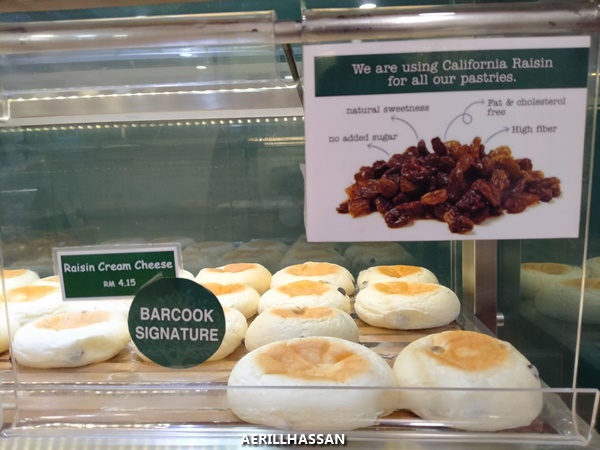 We are using California Raisin
for all our pastries.
natural sweetness
Fat & cholesterol
free
no added sugar
High fiber
Raisin Cream Cheese
RM 4.15
BARCOOK
SIGNATURE
AERILLHASSAN